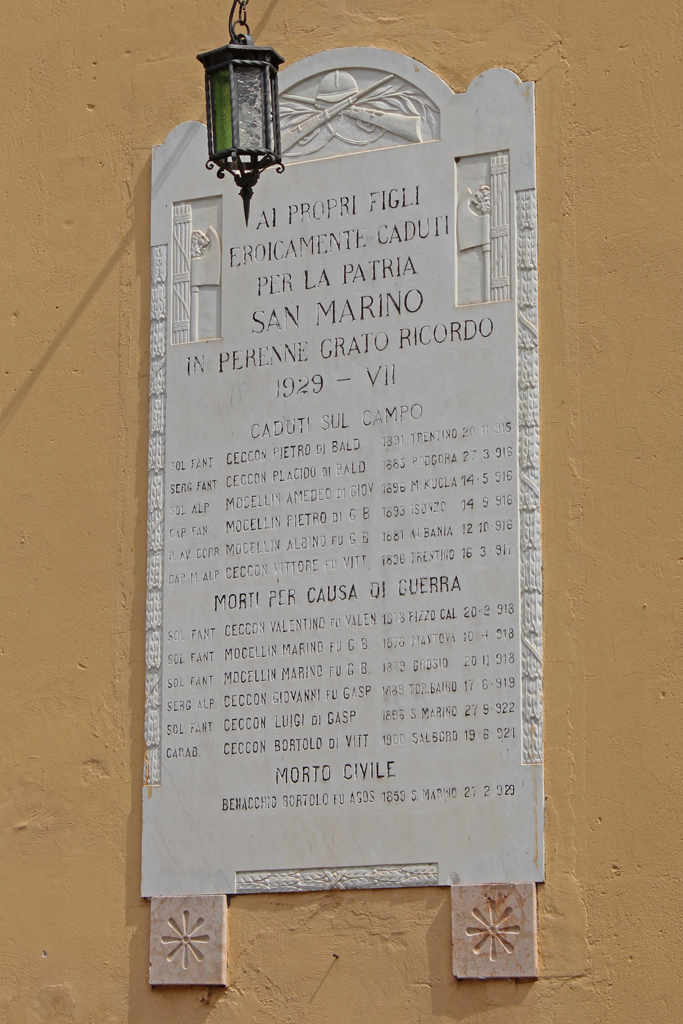 AI PROPRI FIGLI
EROICAMENTE CADUTI
PER LA PATRIA
SAN MARINO
IN PERENNE GRATO RICORDO
1929 - VII
CADUTI SUL CAMPO
SOL FANT CECCON PIETRO DI BALD 1891 TRENTINO 20 · 11 · 915
SERG FANT CECCON PLACIDO DI BALD 1885 PODGORA 27 · 3 · 916
SOL ALP MOCELLIN AMEDEO DI GIOV 1896 M. KUGLA 14 · 5 · 916
CAP FAN MOCELLIN PIETRO DI G B 1893 ISONZO 14 · 6 · 916
MOCELLIN ALBINO FU G B 1881 ALBANIA 12 · 10 · 916
CAP. M. ALP CECCON VITTORE FU VITT 1896 TRENTINO 16 · 3 · 917
MORTI PER CAUSA DI GUERRA
SOL FANT CECCON VALENTINO FU VALEN 1878 PIZZO CAL 20 · 2 · 918
SOL FANT MOCELLIN MARINO FU G. B. 1876 MANTOVA 10 · 4 · 918
SOL FANT MOCELLIN MARINO FU G. B. 1879 GROSIO 20 · 11 · 918
SERG ALP CECCON GIOVANNI FU GASP 1889 TOR. BAIRO 17 · 6 · 919
SOL FANT CECCON LUIGI DI GASP 1896 S. MARINO 27 · 9 · 922
CARAB. CECCON BORTOLO DI VITT 1900 SALBORO 19 · 6 · 921
MORTO CIVILE
BENACCHIO BORTOLO FU AGOS 1859 S. MARINO 27 · 2 · 929